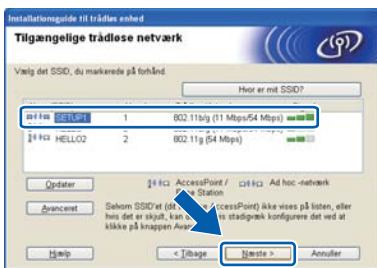 Installationsguide til trådløs enhed
Tilgængelige trådløse netværk
Vælg det SSID, du markerede på forhånd
Hvor er mit SSID?
SETUP1 1 802.11b/g (11 Mbps/54 Mbps)
HELLO2 2 802.11g (54 Mbps)
Opdater
AccessPoint / Base Station
Ad hoc -netværk
Avanceret
Selvom SSID'et (dit AccessPoint) ikke vises på listen, eller
hvis det er skjult, kan stadigvæk konfigurere det ved at
klikke på knappen
Hjælp
< Tilbage
Næste >
Annuller